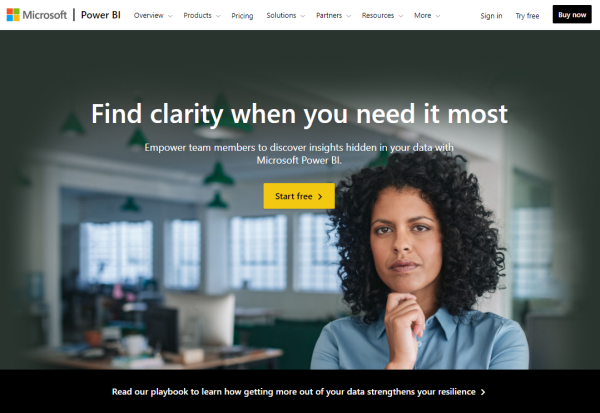 Microsoft | Power BI Overview Products Pricing Solutions Partners Resources More Sign in Try free Buy now
Find clarity when you need it most
Empower team members to discover insights hidden in your data with
Microsoft Power BI.
Start free
Read our playbook to learn how getting more out of your data strengthens your resilience